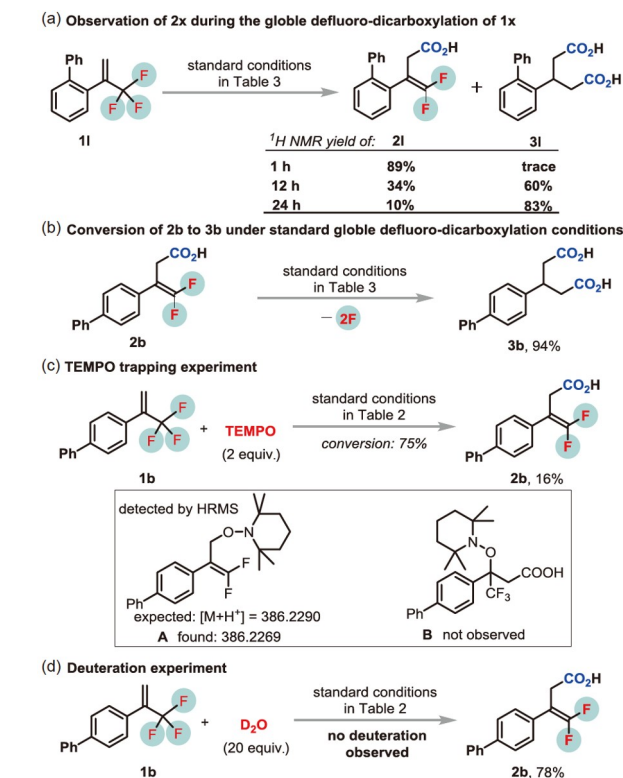 (a) Observation of 2x during the globle defluoro-dicarboxylation of 1x
Ph
F
F F
1l
standard conditions
in Table 3
Ph
CO₂H
F
F
+
Ph
CO₂H
CO₂H
¹H NMR yield of: 2l 3l
1 h 89% trace
12 h 34% 60%
24 h 10% 83%
(b) Conversion of 2b to 3b under standard globle defluoro-dicarboxylation conditions
CO₂H
F
F
Ph
2b
standard conditions
in Table 3
– 2F
CO₂H
CO₂H
Ph
3b, 94%
(c) TEMPO trapping experiment
F
F F
Ph
1b
+
TEMPO
(2 equiv.)
standard conditions
in Table 2
conversion: 75%
CO₂H
F
F
Ph
2b, 16%
detected by HRMS
O–N
F
F
Ph
expected: [M+H⁺] = 386.2290
A found: 386.2269
N
O
COOH
CF₃
Ph
B not observed
(d) Deuteration experiment
F
F F
Ph
1b
+
D₂O
(20 equiv.)
standard conditions
in Table 2
no deuteration
observed
CO₂H
F
F
Ph
2b, 78%